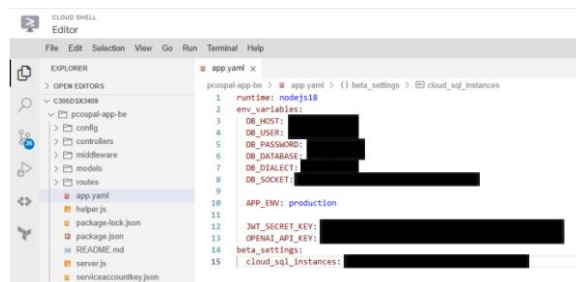 CLOUD SHELL
Editor
File Edit Selection View Go Run Terminal Help
EXPLORER
app.yaml ×
OPEN EDITORS
pcospal-app-be > app.yaml > {} beta_settings > cloud_sql_instances
C305DSX3409
pcospal-app-be
config
controllers
middleware
models
routes
app.yaml
helper.js
package-lock.json
package.json
README.md
server.js
serviceaccountkey.json
26
1 runtime: nodejs18
2 env_variables:
3 DB_HOST:
4 DB_USER:
5 DB_PASSWORD:
6 DB_DATABASE:
7 DB_DIALECT:
8 DB_SOCKET:
9
10 APP_ENV: production
11
12 JWT_SECRET_KEY:
13 OPENAI_API_KEY:
14 beta_settings:
15 cloud_sql_instances: